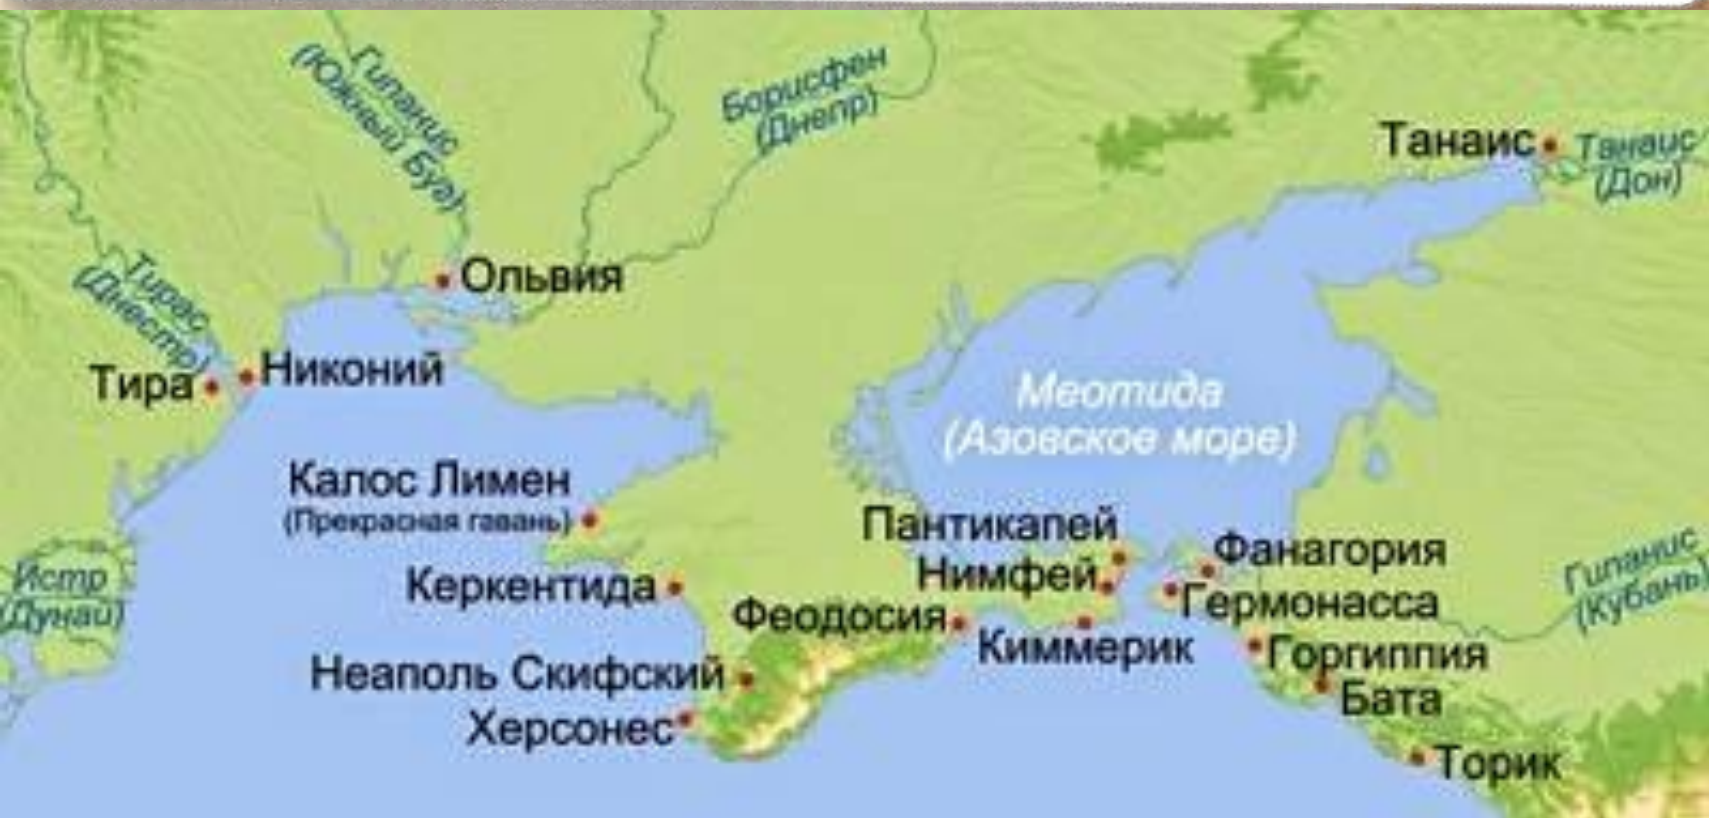 Гипанис
(Южный Буг)
Борисфен
(Днепр)
Танаис
Танаис
(Дон)
Ольвия
Тирас
(Днестр)
Тира
Никоний
Меотида
(Азовское море)
Калос Лимен
(Прекрасная гавань)
Пантикапей
Фанагория
Истр
(Дунай)
Керкентида
Нимфей
Гермонасса
Гипанис
(Кубань)
Феодосия
Киммерик
Горгиппия
Неаполь Скифский
Бата
Херсонес
Торик